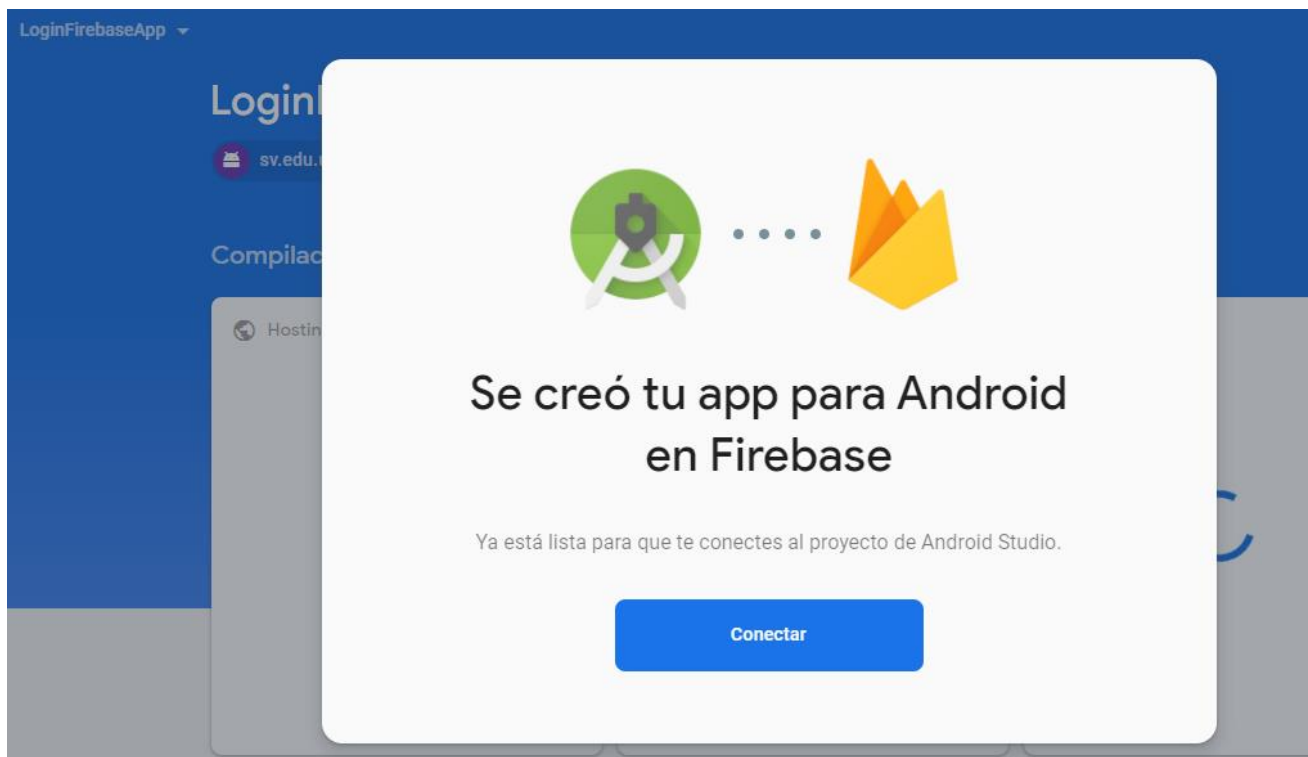 LoginFirebaseApp
Login
sv.edu.
Compilac
Hostin
Se creó tu app para Android
en Firebase
Ya está lista para que te conectes al proyecto de Android Studio.
Conectar